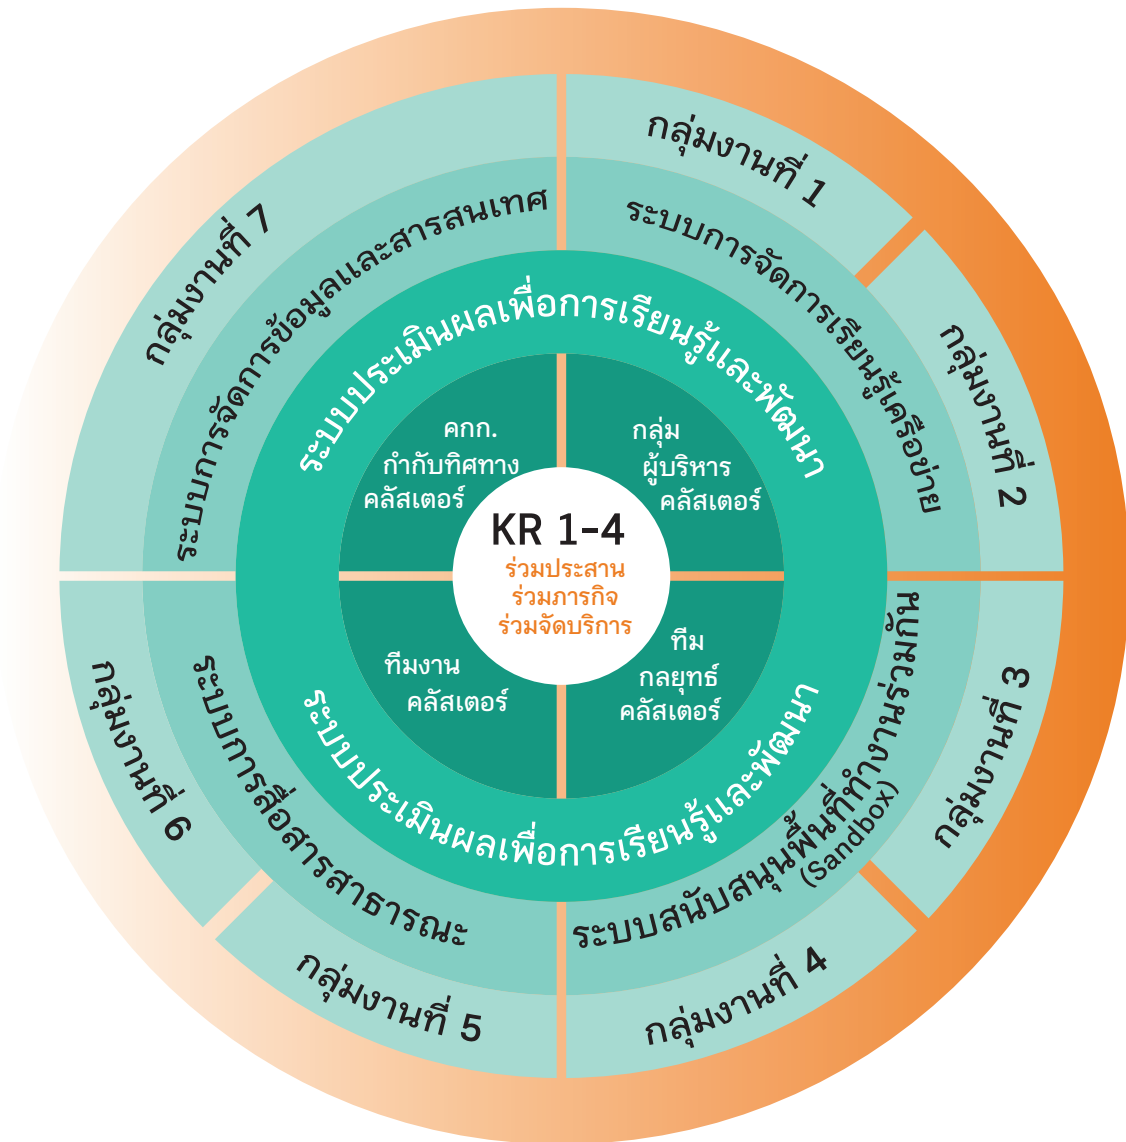 กลุ่มงานที่ 1
กลุ่มงานที่ 2
กลุ่มงานที่ 3
กลุ่มงานที่ 4
กลุ่มงานที่ 5
กลุ่มงานที่ 6
กลุ่มงานที่ 7
ระบบการจัดการเรียนรู้เครือข่าย
ระบบสนับสนุนพื้นที่ทำงานร่วมกัน
(Sandbox)
ระบบการสื่อสารสาธารณะ
ระบบการจัดการข้อมูลและสารสนเทศ
ระบบประเมินผลเพื่อการเรียนรู้และพัฒนา
ระบบประเมินผลเพื่อการเรียนรู้และพัฒนา
คกก.
กำกับทิศทาง
คลัสเตอร์
กลุ่ม
ผู้บริหาร
คลัสเตอร์
ทีมงาน
คลัสเตอร์
ทีม
กลยุทธ์
คลัสเตอร์
KR 1-4
ร่วมประสาน
ร่วมภารกิจ
ร่วมจัดบริการ